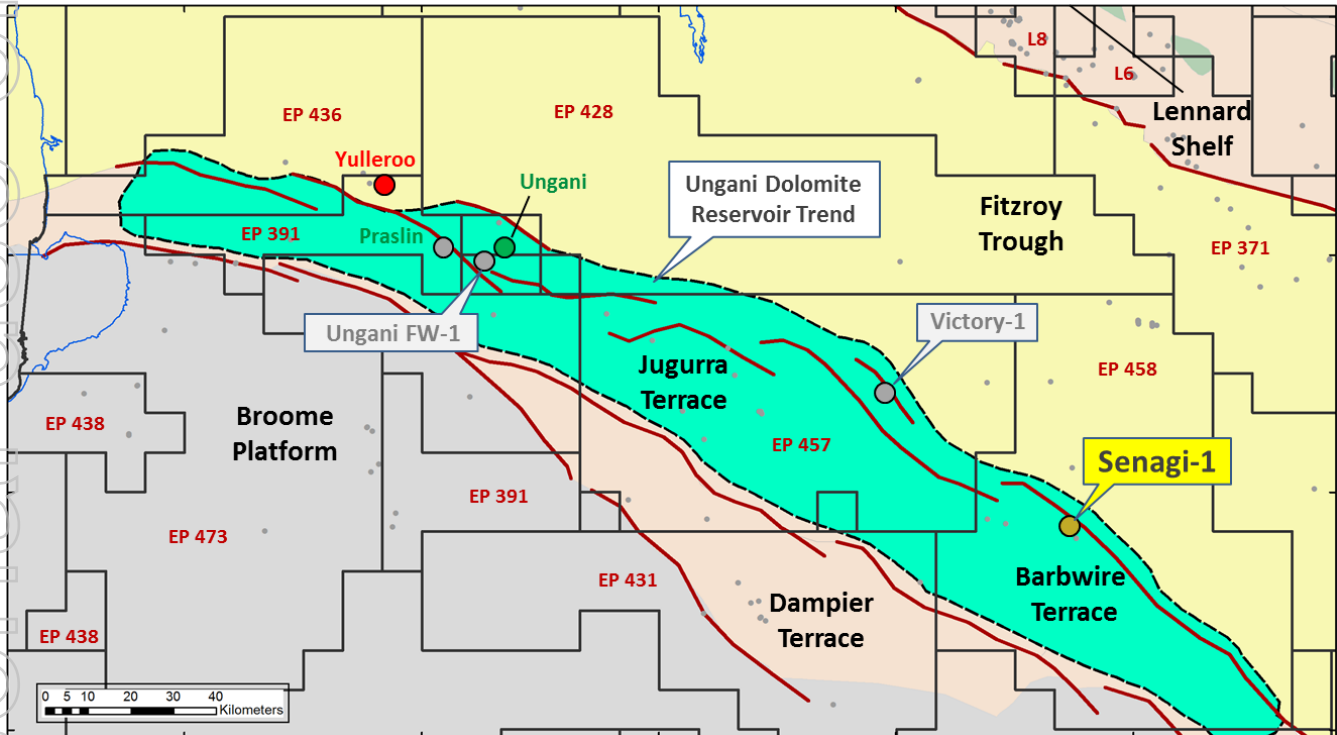 L8
L6
Lennard
Shelf
EP 436
EP 428
Yulleroo
Ungani
Ungani Dolomite
Reservoir Trend
Fitzroy
Trough
EP 371
EP 391
Praslin
Ungani FW-1
Victory-1
Jugurra
Terrace
EP 458
EP 438
Broome
Platform
EP 457
Senagi-1
EP 391
EP 473
EP 431
Barbwire
Terrace
Dampier
Terrace
EP 438
0 5 10 20 30 40
Kilometers